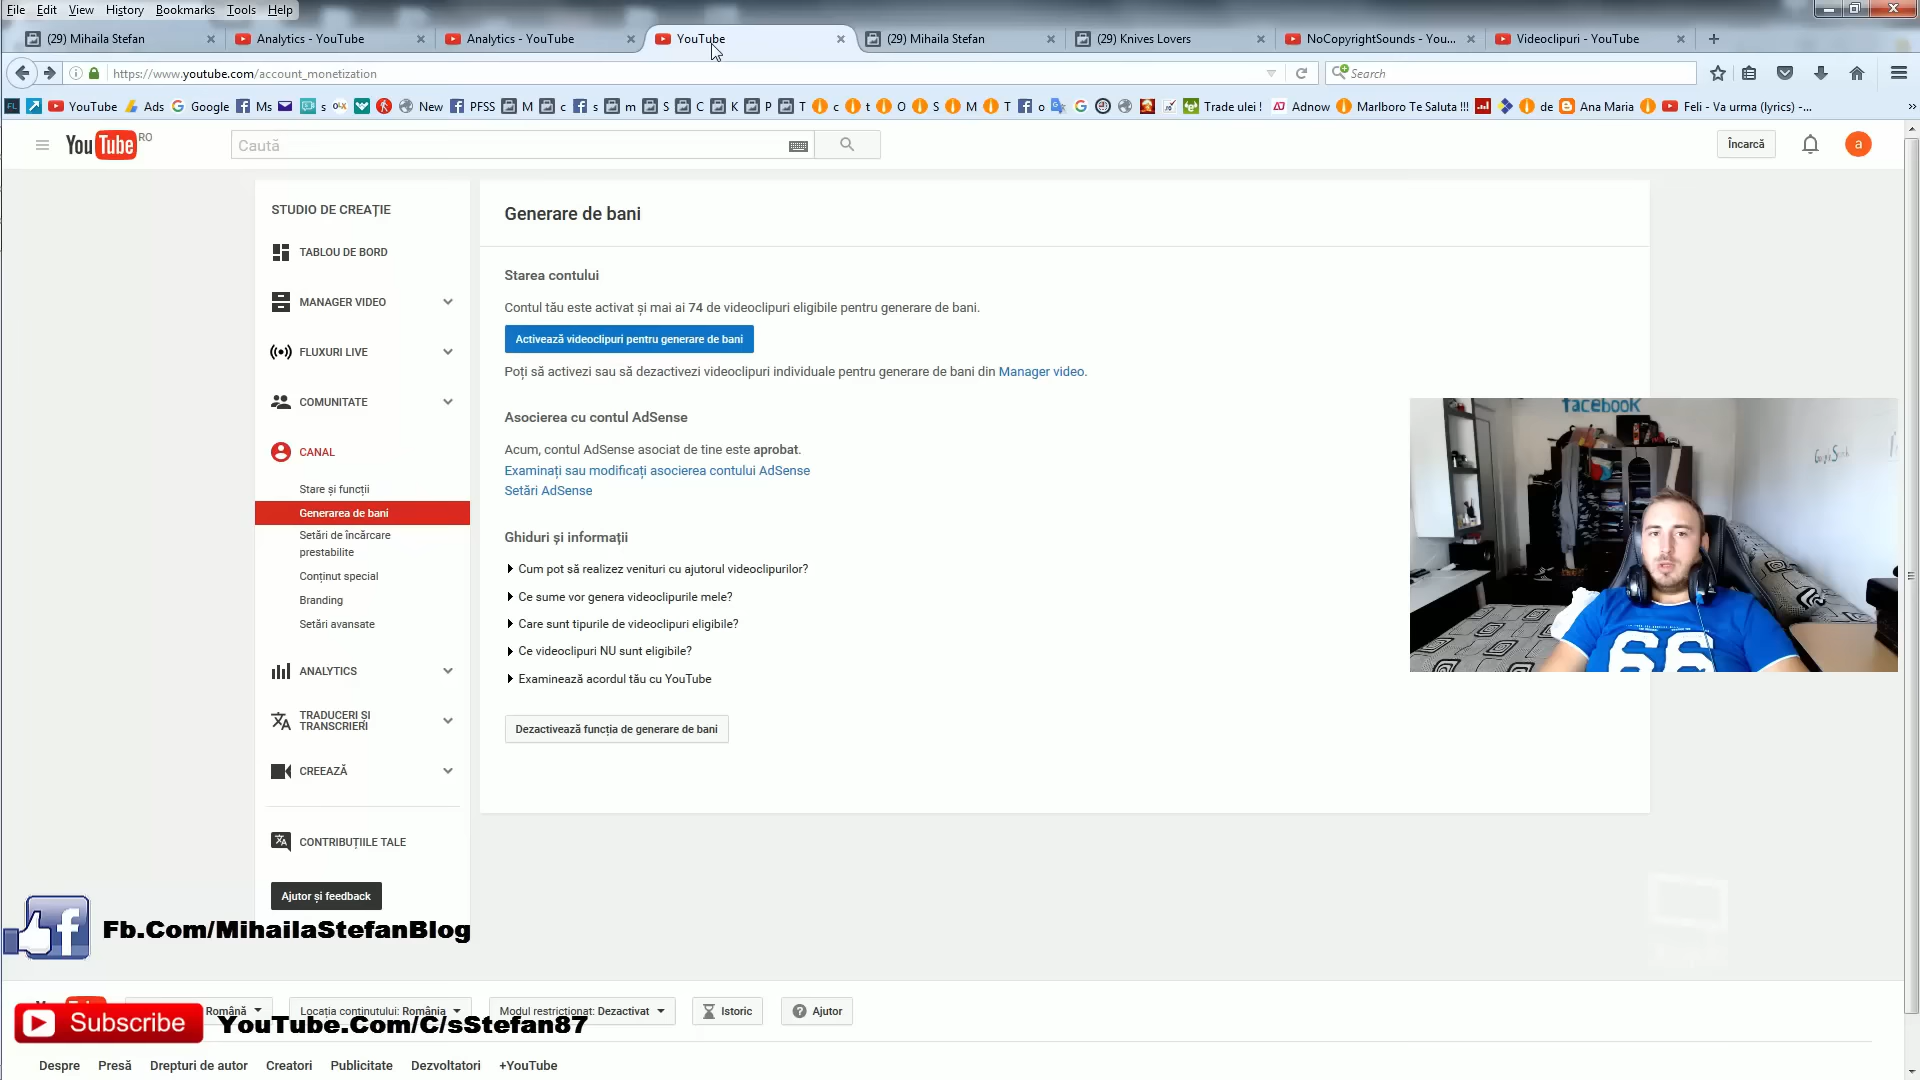 File Edit View History Bookmarks Tools Help
(29) Mihaila Stefan
Analytics - YouTube
Analytics - YouTube
YouTube
(29) Mihaila Stefan
(29) Knives Lovers
NoCopyrightSounds - You...
Videoclipuri - YouTube
https://www.youtube.com/account_monetization
Search
YouTube Ads Google Ms s New PFSS M c s m S C K P T c t O S M T o Trade ulei ! Adnow Marlboro Te Saluta !!! de Ana Maria Feli - Va urma (lyrics) -...
YouTube RO
Caută
Încarcă
a
STUDIO DE CREAȚIE
TABLOU DE BORD
MANAGER VIDEO
FLUXURI LIVE
COMUNITATE
CANAL
Stare și funcții
Generarea de bani
Setări de încărcare
prestabilite
Conținut special
Branding
Setări avansate
ANALYTICS
TRADUCERI ȘI
TRANSCRIERI
CREEAZĂ
CONTRIBUȚIILE TALE
Ajutor și feedback
Generare de bani
Starea contului
Contul tău este activat și mai ai 74 de videoclipuri eligibile pentru generare de bani.
Activează videoclipuri pentru generare de bani
Poți să activezi sau să dezactivezi videoclipuri individuale pentru generare de bani din Manager video.
Asocierea cu contul AdSense
Acum, contul AdSense asociat de tine este aprobat.
Examinați sau modificați asocierea contului AdSense
Setări AdSense
Ghiduri și informații
Cum pot să realizez venituri cu ajutorul videoclipurilor?
Ce sume vor genera videoclipurile mele?
Care sunt tipurile de videoclipuri eligibile?
Ce videoclipuri NU sunt eligibile?
Examinează acordul tău cu YouTube
Dezactivează funcția de generare de bani
facebook
66
Fb.Com/MihailaStefanBlog
Română
Locația conținutului: România
Modul restricționat: Dezactivat
Istoric
Ajutor
Subscribe
YouTube.Com/C/sStefan87
Despre Presă Drepturi de autor Creatori Publicitate Dezvoltatori +YouTube